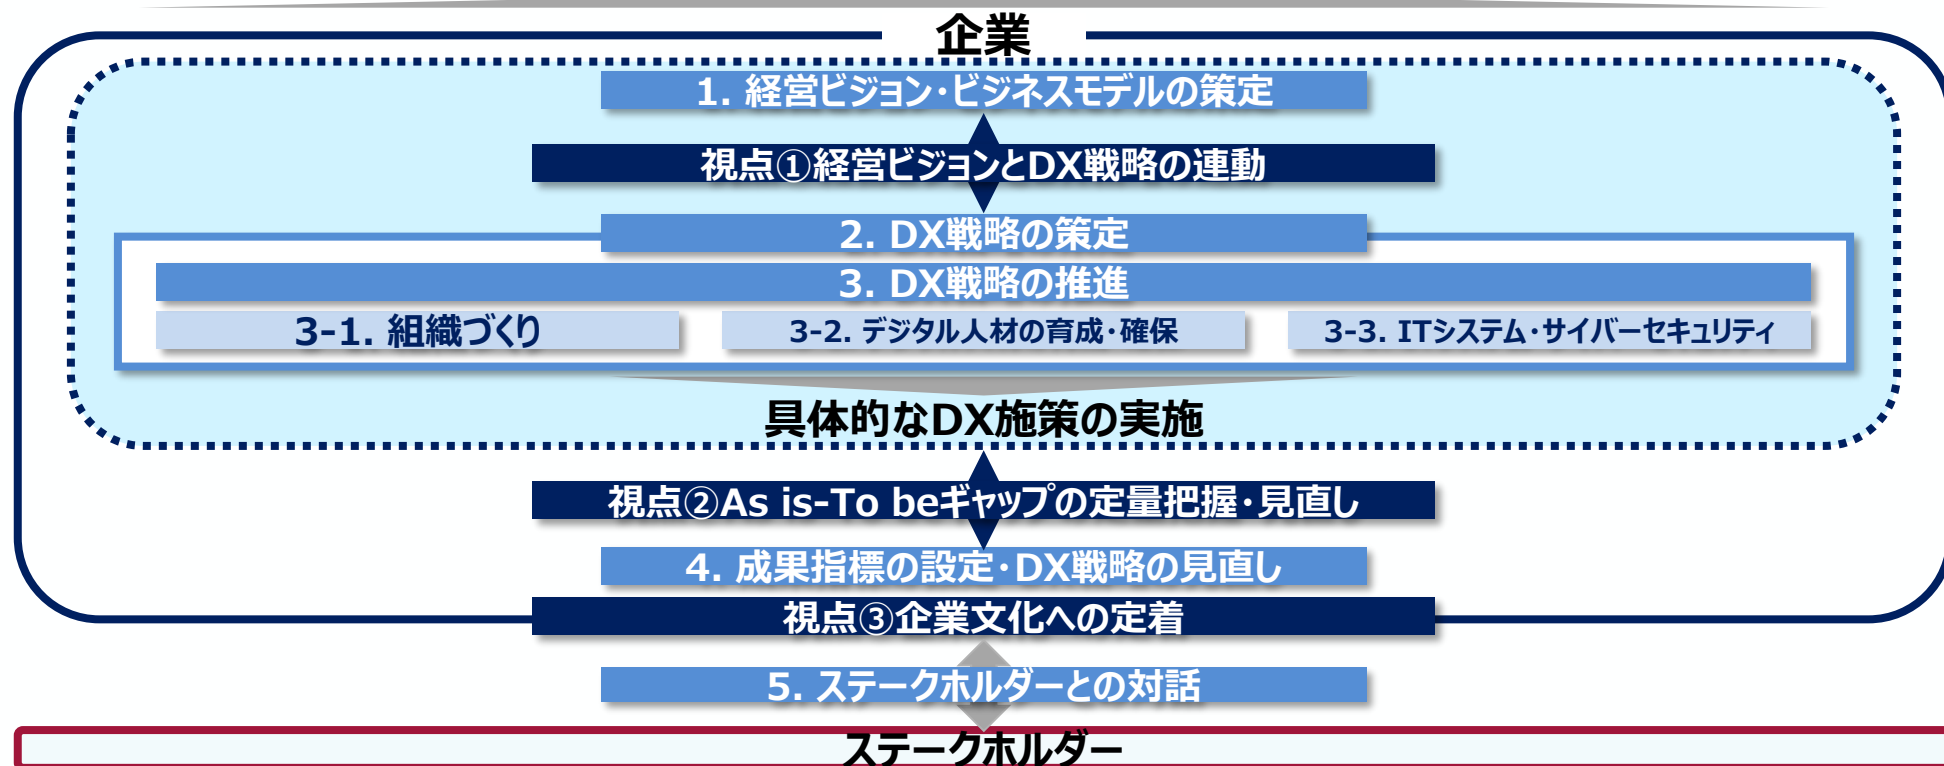 企業
1. 経営ビジョン･ビジネスモデルの策定
視点①経営ビジョンとDX戦略の連動
2. DX戦略の策定
3. DX戦略の推進
3-1. 組織づくり
3-2. デジタル人材の育成･確保
3-3. ITシステム･サイバーセキュリティ
具体的なDX施策の実施
視点②As is-To beギャップの定量把握･見直し
4. 成果指標の設定･DX戦略の見直し
視点③企業文化への定着
5. ステークホルダーとの対話
ステークホルダー